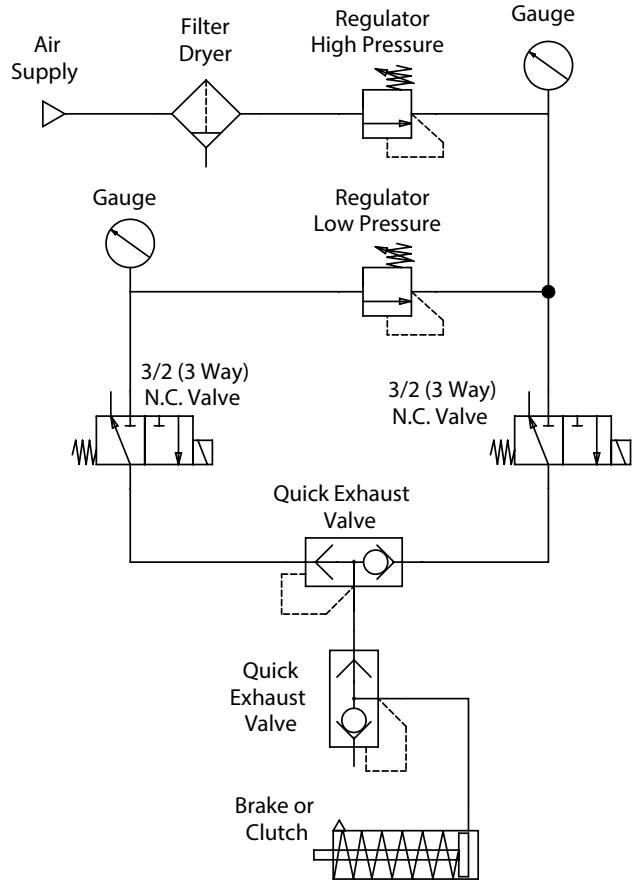 Air
Supply
Filter
Dryer
Regulator
High Pressure
Gauge
Gauge
Regulator
Low Pressure
3/2 (3 Way)
N.C. Valve
3/2 (3 Way)
N.C. Valve
Quick Exhaust
Valve
Quick
Exhaust
Valve
Brake or
Clutch